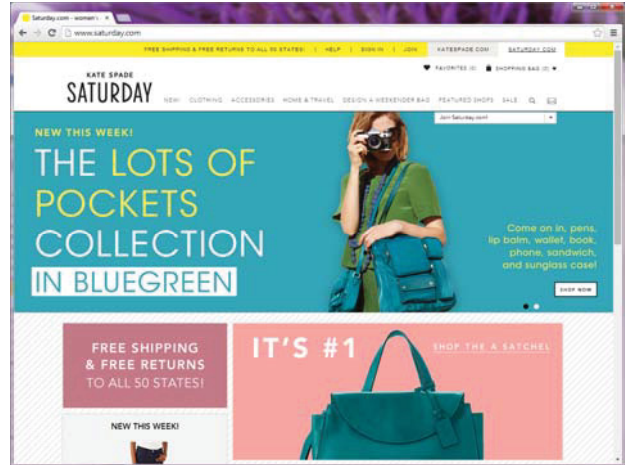 Saturday.com - women's
www.saturday.com
FREE SHIPPING & FREE RETURNS TO ALL 50 STATES! | HELP | SIGN IN | JOIN KATESPADE.COM SATURDAY.COM
FAVORITES (0) SHOPPING BAG (0)
KATE SPADE
SATURDAY
NEW! CLOTHING ACCESSORIES HOME & TRAVEL DESIGN A WEEKENDER BAG FEATURED SHOPS SALE
Join Saturday.com!
NEW THIS WEEK!
THE LOTS OF
POCKETS
COLLECTION
IN BLUEGREEN
Come on in, pens,
lip balm, wallet, book,
phone, sandwich,
and sunglass case!
SHOP NOW
FREE SHIPPING
& FREE RETURNS
TO ALL 50 STATES!
IT'S #1
SHOP THE A SATCHEL
NEW THIS WEEK!